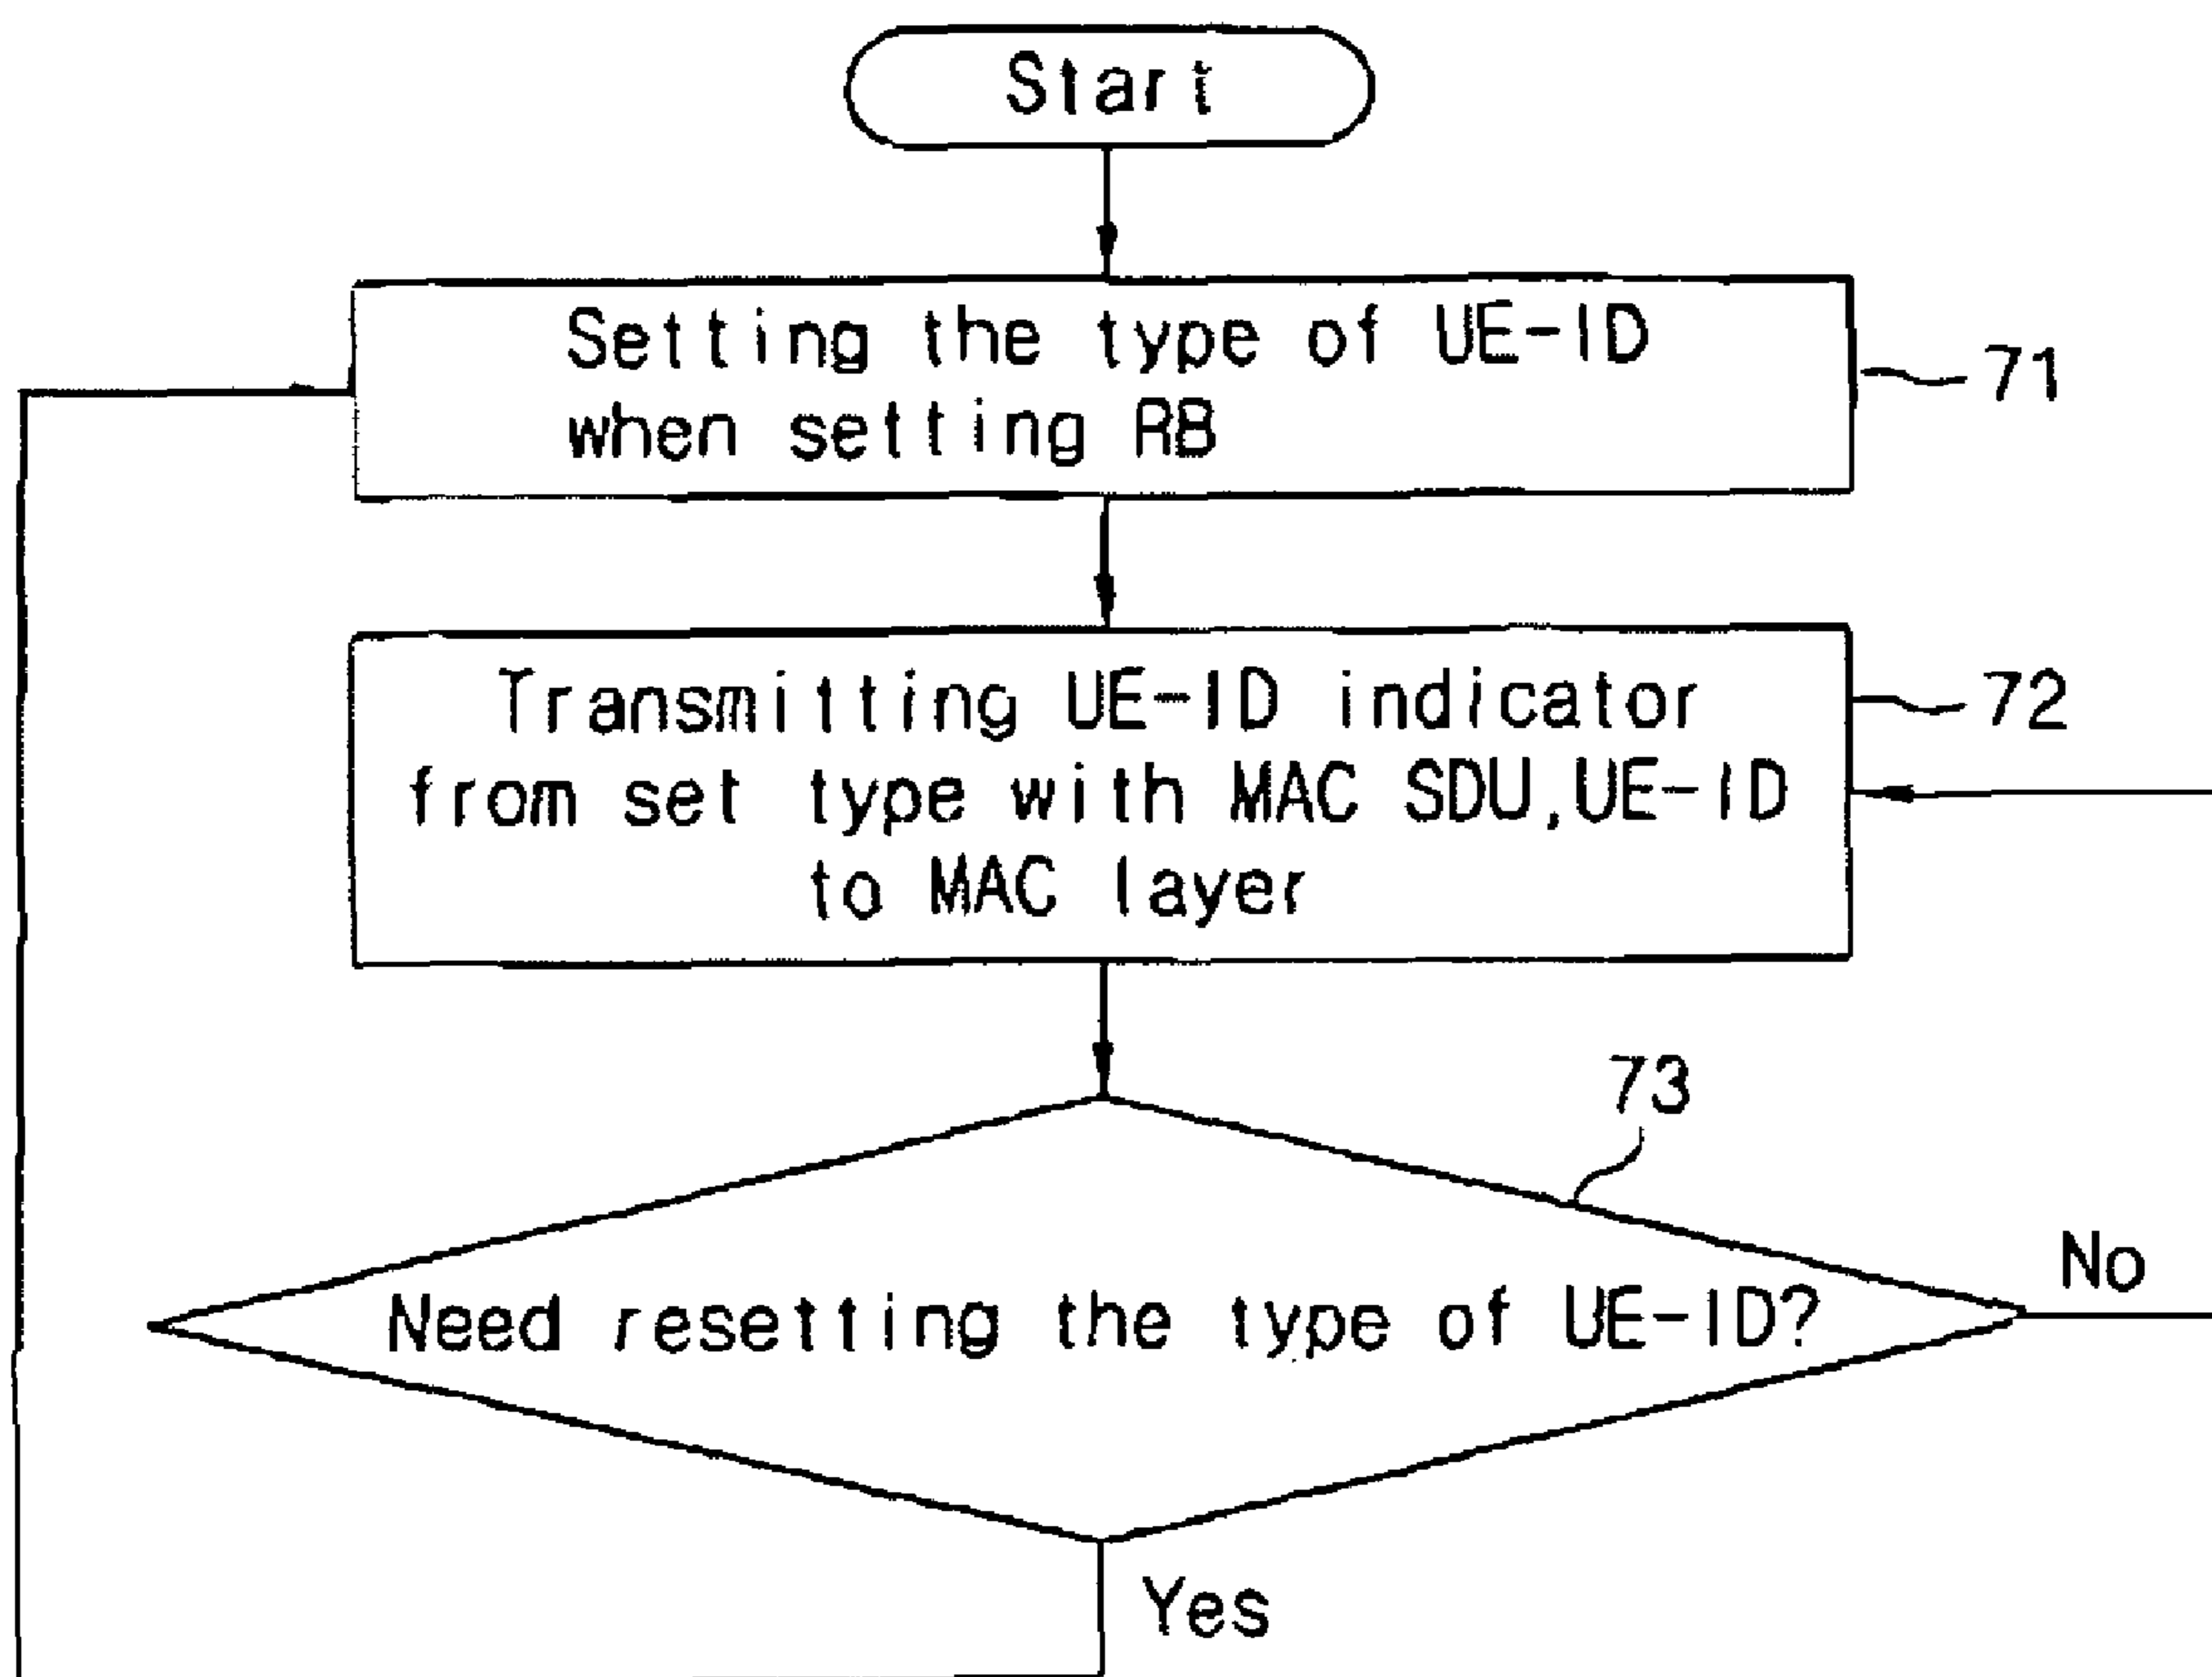 Start
Setting the type of UE-ID
when setting RB
71
Transmitting UE-ID indicator
from set type with MAC SDU,UE-ID
to MAC layer
72
73
Need resetting the type of UE-ID?
No
Yes